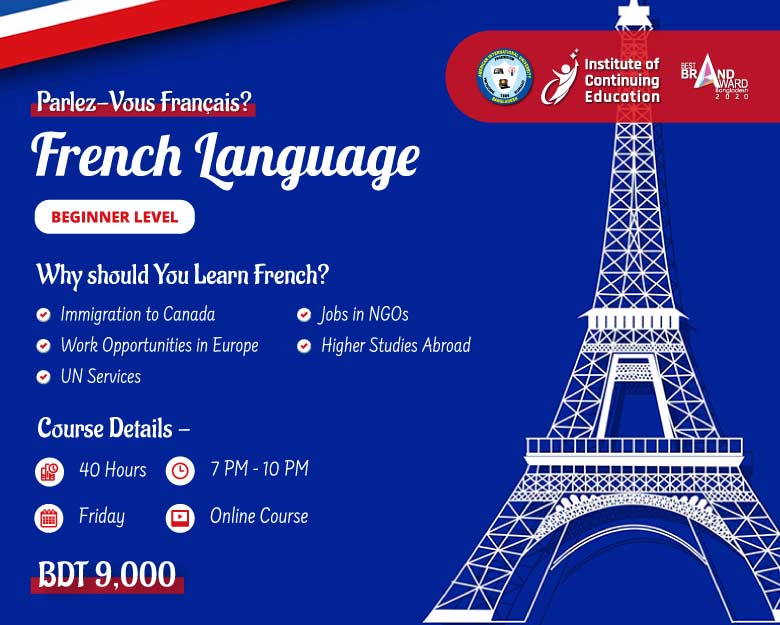 Parlez-Vous Français?
French Language
BEGINNER LEVEL
Institute of
Continuing
Education
BEST
BRAND
AWARD
Bangladesh
2020
Why should You Learn French?
Immigration to Canada
Jobs in NGOs
Work Opportunities in Europe
Higher Studies Abroad
UN Services
Course Details –
40 Hours
7 PM - 10 PM
Friday
Online Course
BDT 9,000